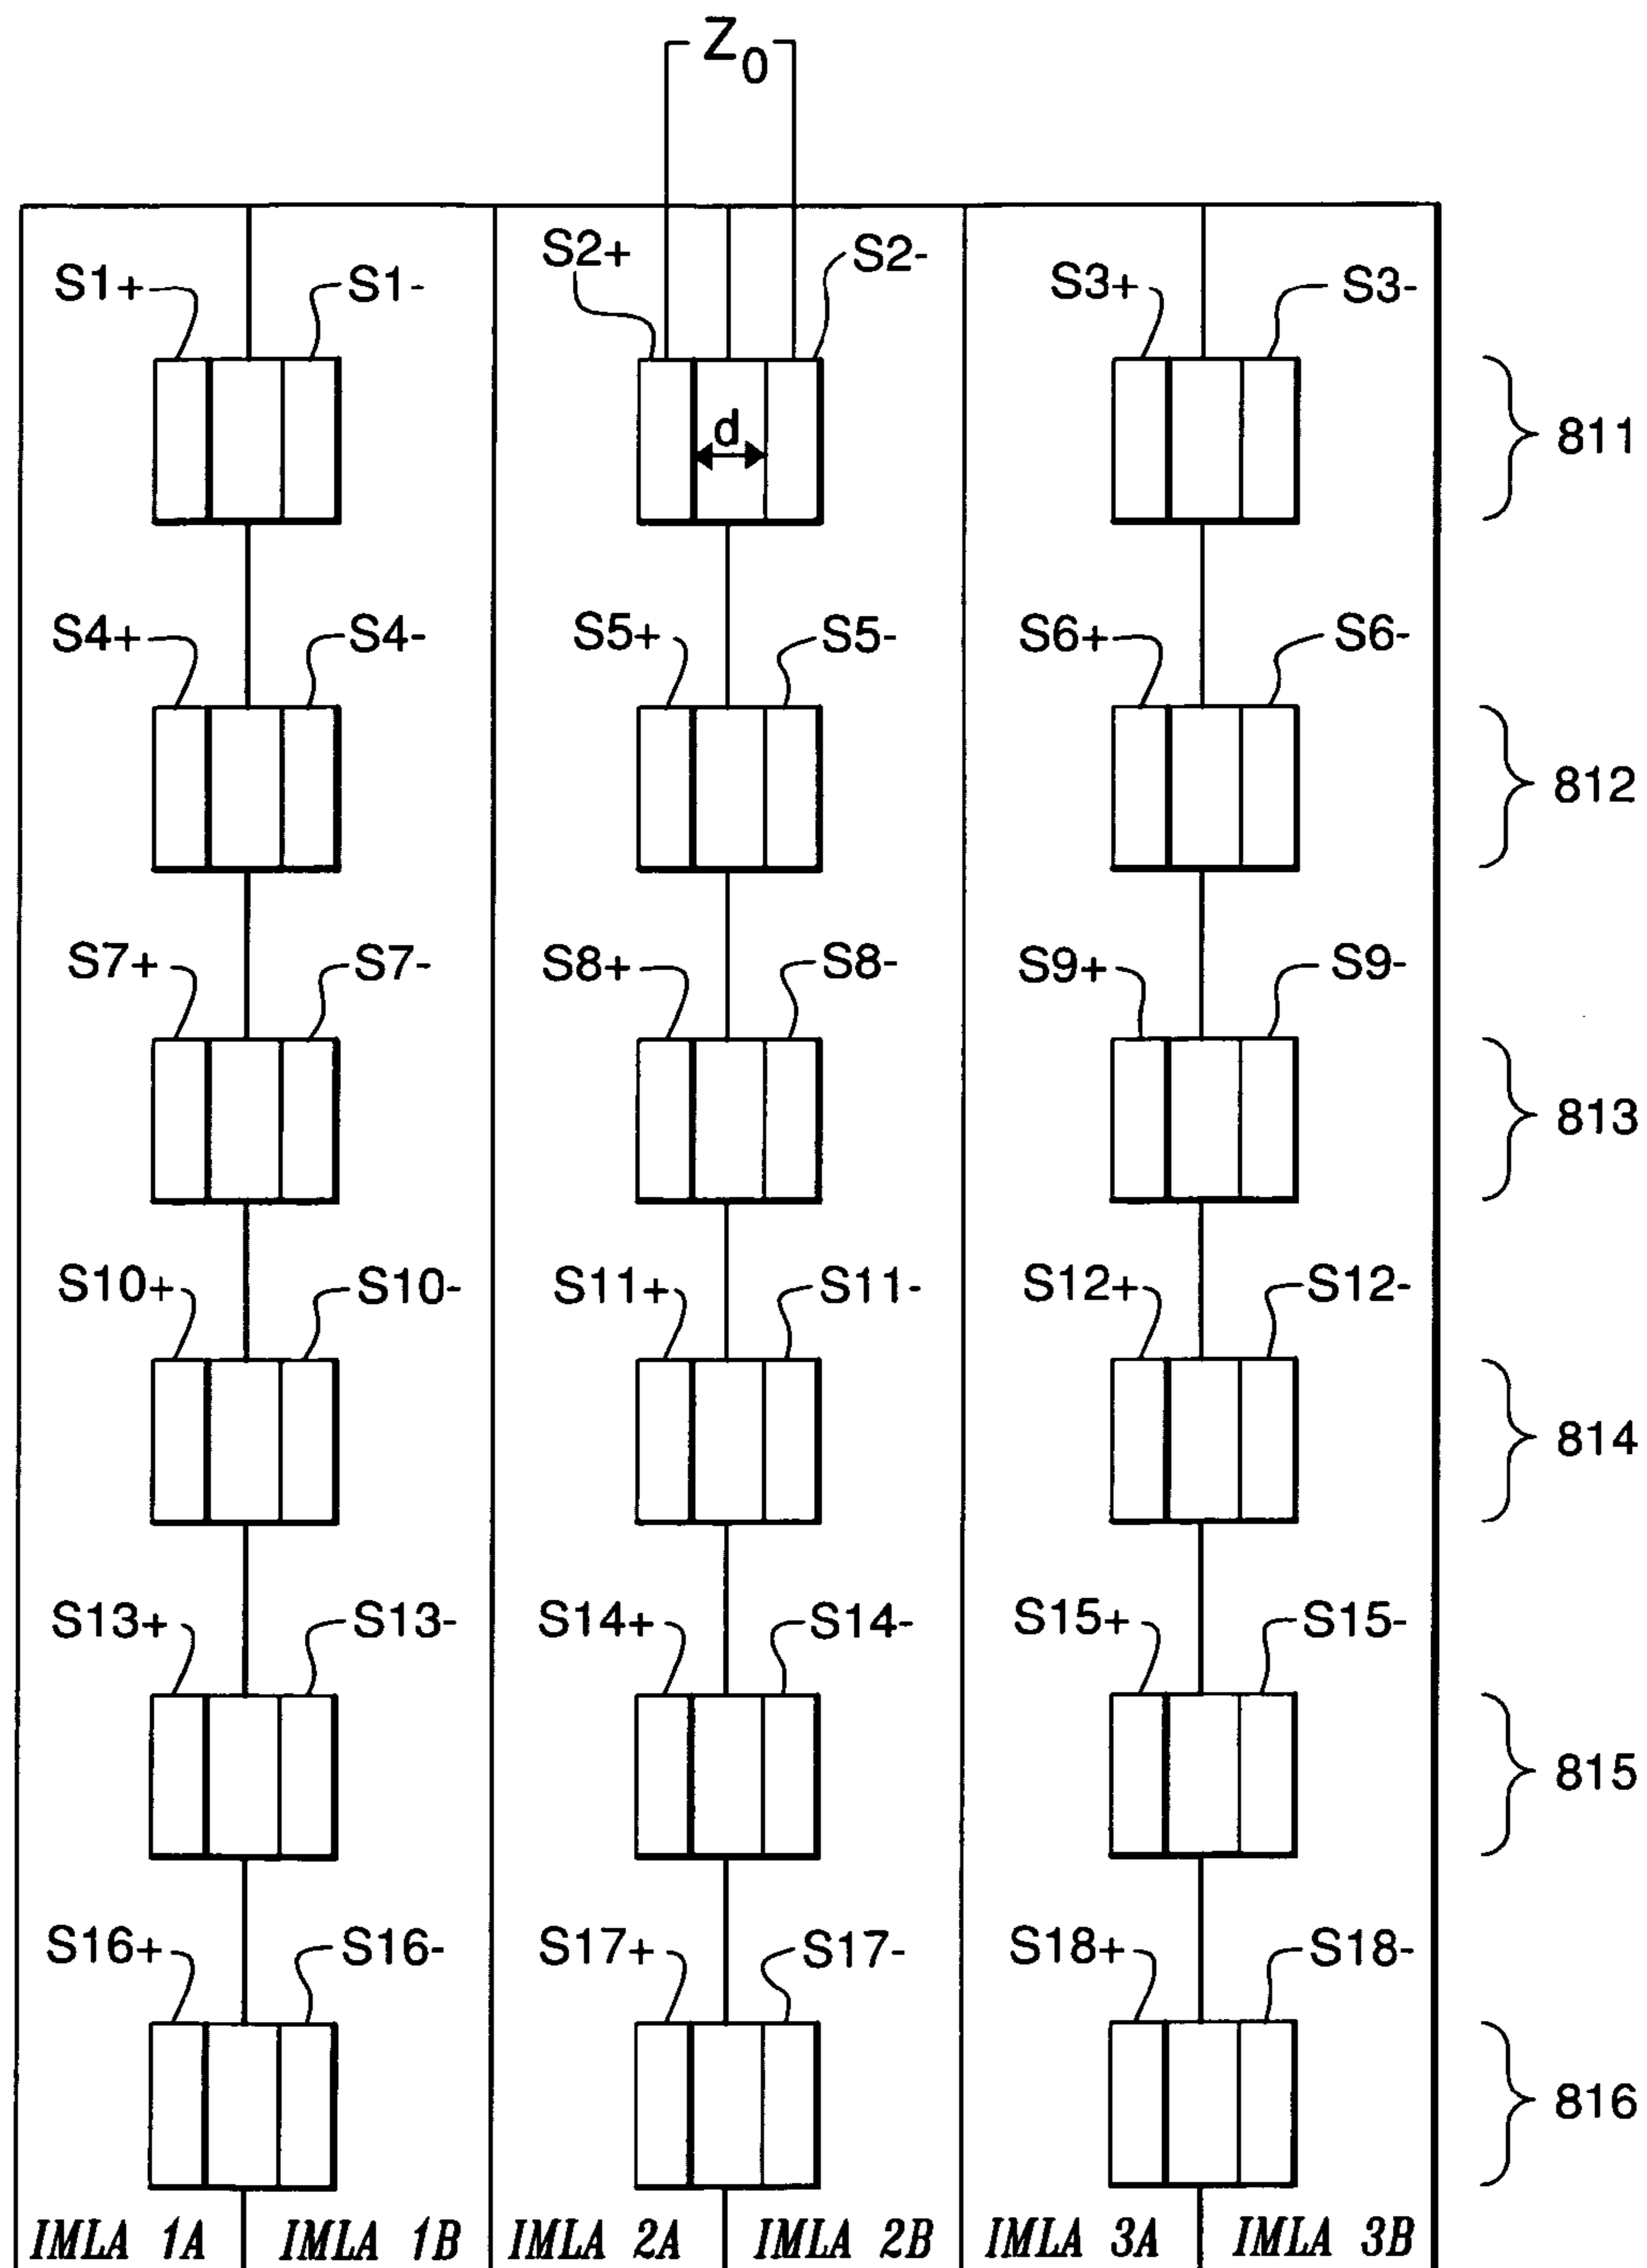 Z0
S1+ S1- S2+ S2- S3+ S3-
d
811
S4+ S4- S5+ S5- S6+ S6-
812
S7+ S7- S8+ S8- S9+ S9-
813
S10+ S10- S11+ S11- S12+ S12-
814
S13+ S13- S14+ S14- S15+ S15-
815
S16+ S16- S17+ S17- S18+ S18-
816
IMLA 1A IMLA 1B IMLA 2A IMLA 2B IMLA 3A IMLA 3B